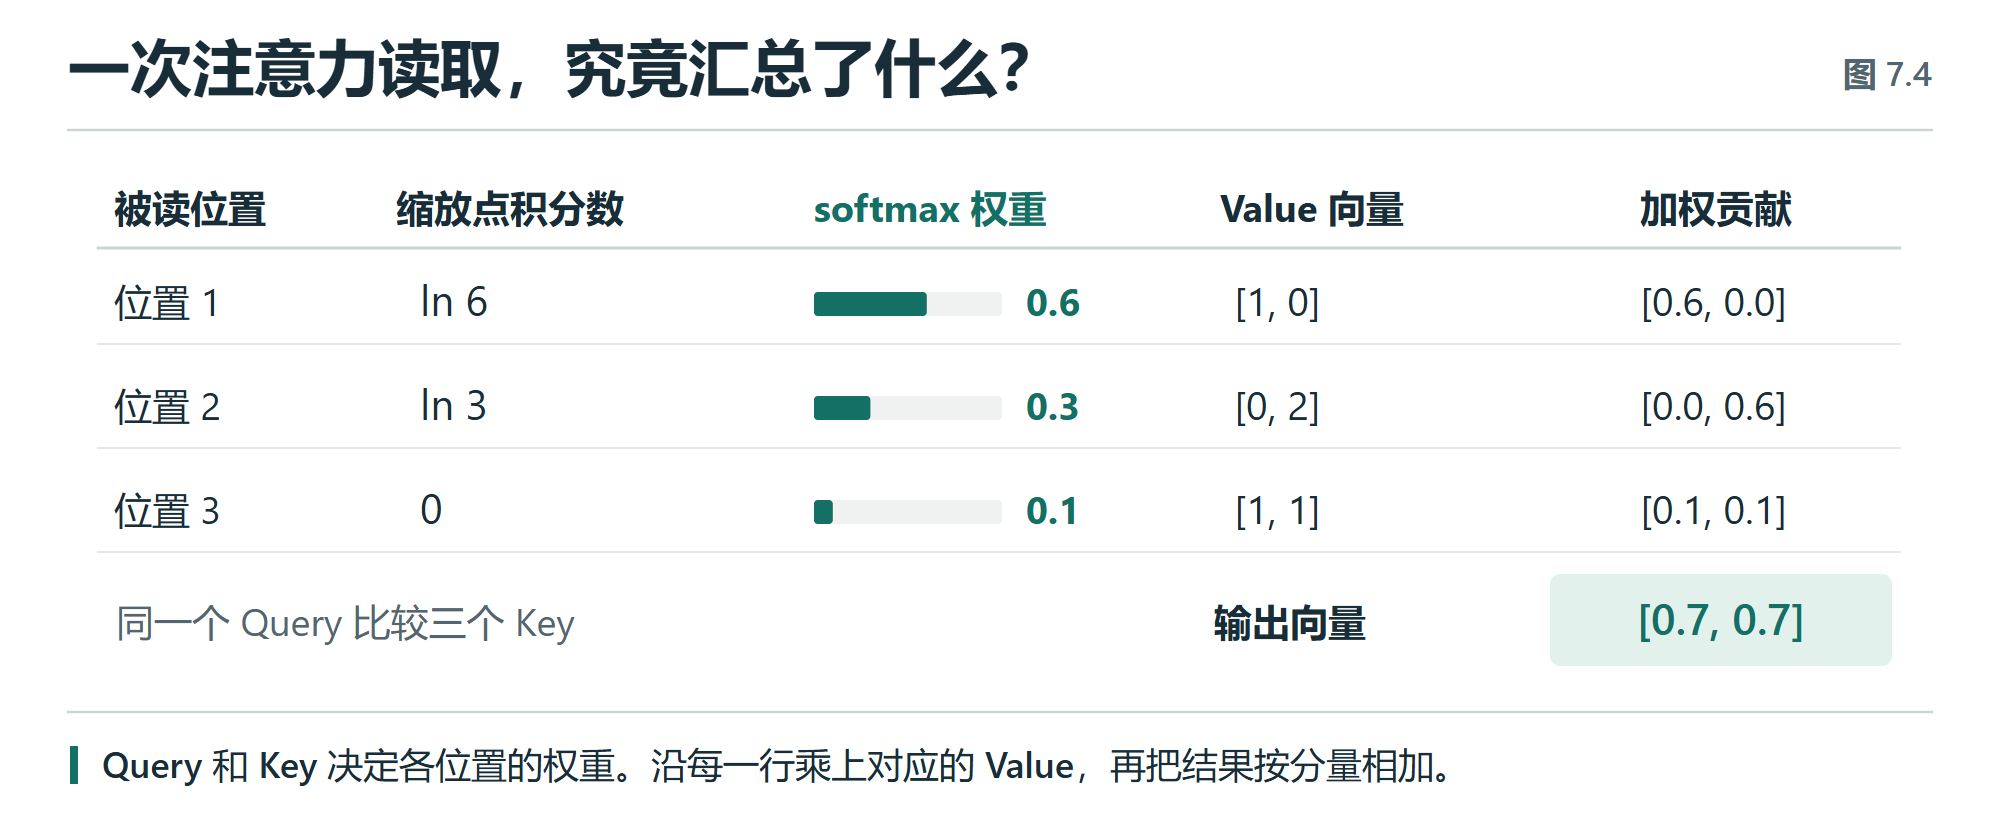 一次注意力读取，究竟汇总了什么？
图 7.4
被读位置 缩放点积分数 softmax 权重 Value 向量 加权贡献
位置 1 ln 6 0.6 [1, 0] [0.6, 0.0]
位置 2 ln 3 0.3 [0, 2] [0.0, 0.6]
位置 3 0 0.1 [1, 1] [0.1, 0.1]
同一个 Query 比较三个 Key 输出向量 [0.7, 0.7]
Query 和 Key 决定各位置的权重。沿每一行乘上对应的 Value，再把结果按分量相加。